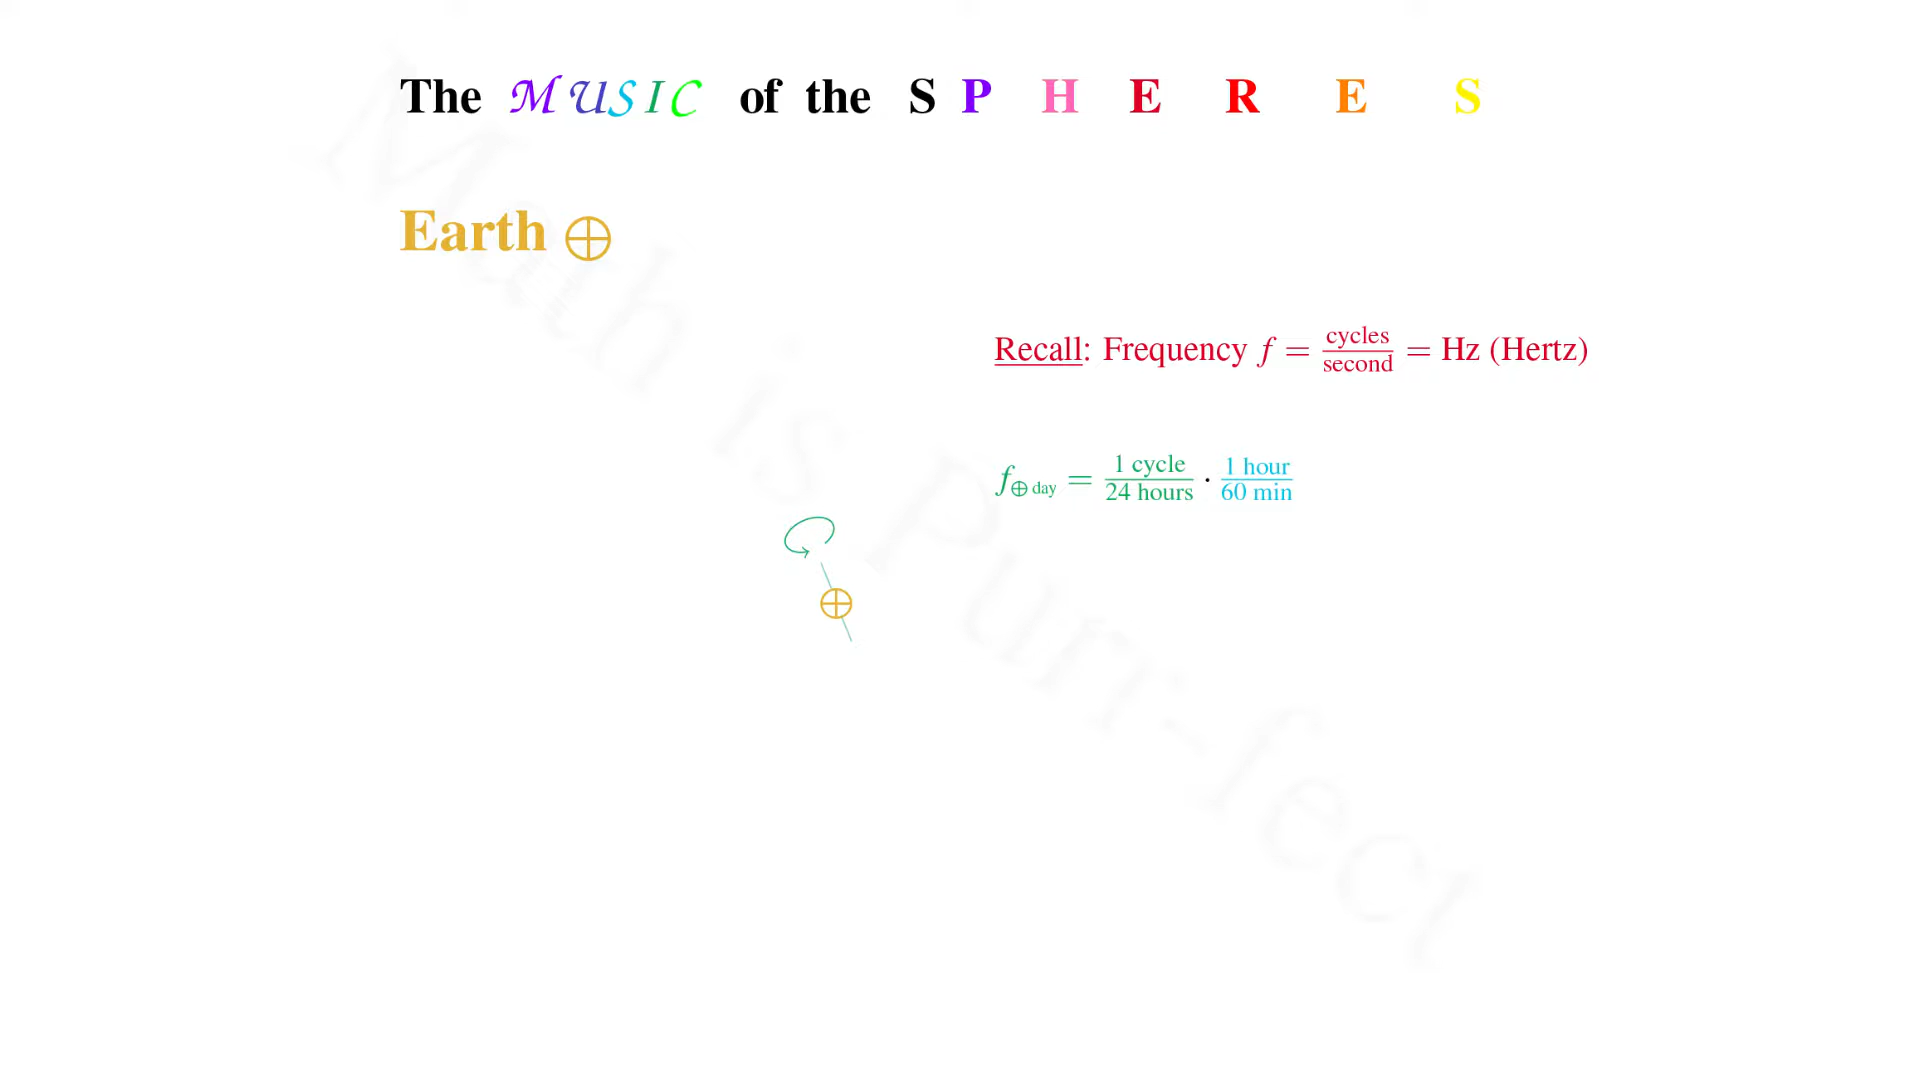 The MUSIC of the S P H E R E S
Earth ⊕
Recall: Frequency f = cycles/second = Hz (Hertz)
f⊕ day = 1 cycle/24 hours · 1 hour/60 min
Math is Purr-fect